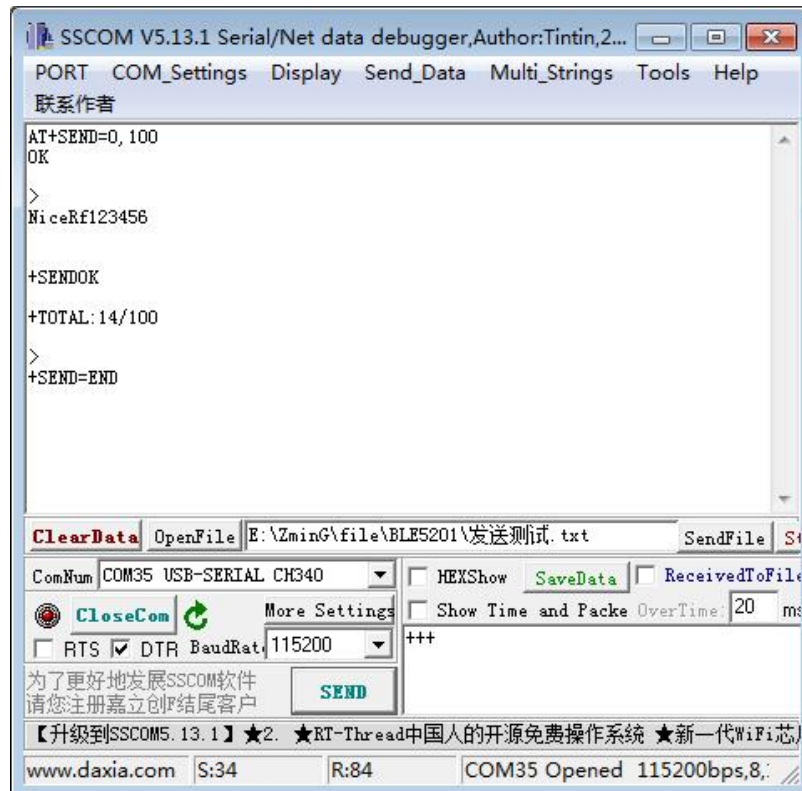 SSCOM V5.13.1 Serial/Net data debugger,Author:Tintin,2...
PORT COM_Settings Display Send_Data Multi_Strings Tools Help
联系作者
AT+SEND=0, 100
OK
>
NiceRf123456
+SENDOK
+TOTAL:14/100
>
+SEND=END
ClearData OpenFile E:\ZminG\file\BLE5201\发送测试.txt SendFile
ComNum COM35 USB-SERIAL CH340 HEXShow SaveData ReceivedToFile
CloseCom More Settings Show Time and Packe OverTime: 20 ms
RTS DTR BaudRat 115200 +++
为了更好地发展SSCOM软件
请您注册嘉立创F结尾客户
SEND
【升级到SSCOM5.13.1】★2. ★RT-Thread中国人的开源免费操作系统 ★新一代WiFi芯
www.daxia.com S:34 R:84 COM35 Opened 115200bps,8,